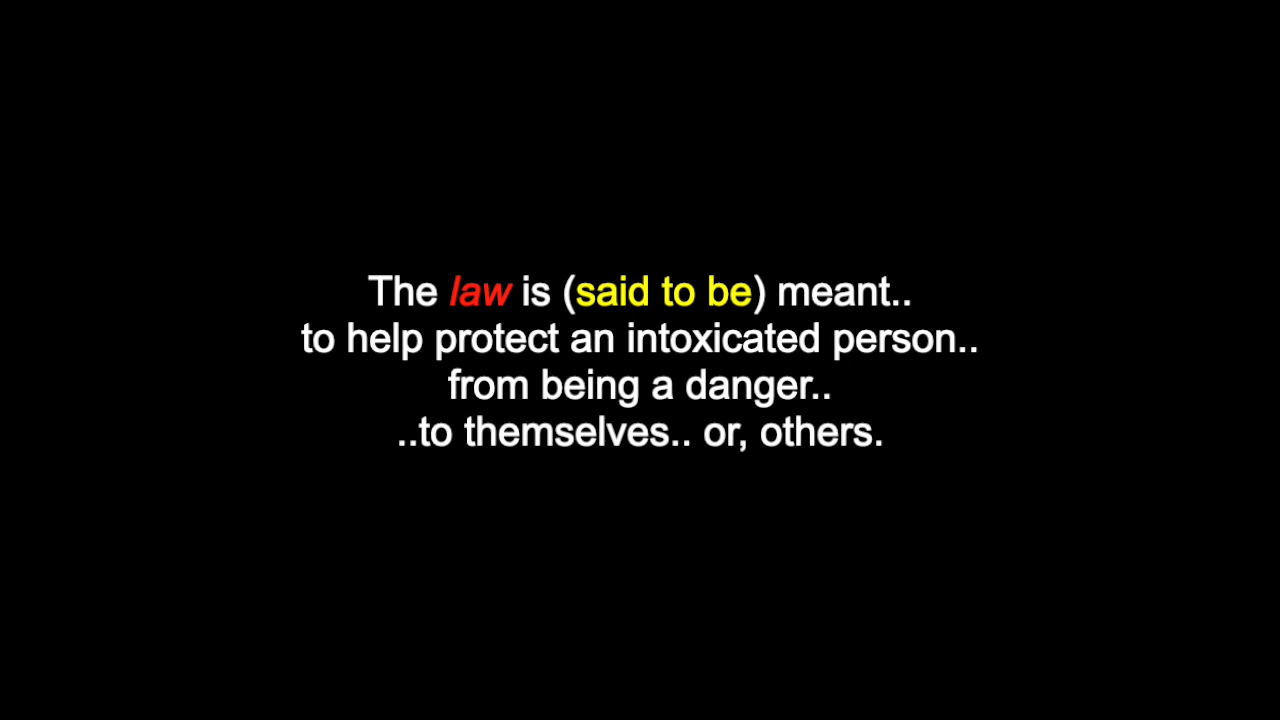 The law is (said to be) meant..
to help protect an intoxicated person..
from being a danger..
..to themselves.. or, others.